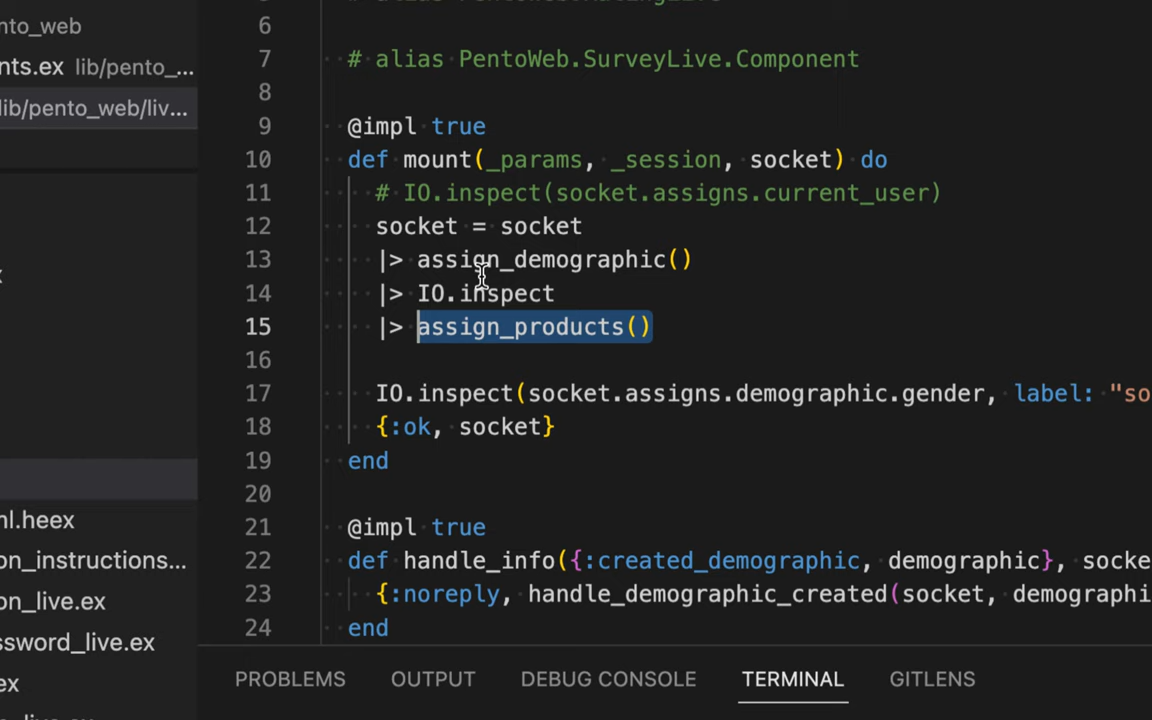 nto_web
nts.ex lib/pento_...
lib/pento_web/liv...
ml.heex
on_instructions...
on_live.ex
ssword_live.ex
ex
6
7 # alias PentoWeb.SurveyLive.Component
8
9 @impl true
10 def mount(_params, _session, socket) do
11 # IO.inspect(socket.assigns.current_user)
12 socket = socket
13 |> assign_demographic()
14 |> IO.inspect
15 |> assign_products()
16
17 IO.inspect(socket.assigns.demographic.gender, label: "so
18 {:ok, socket}
19 end
20
21 @impl true
22 def handle_info({:created_demographic, demographic}, socke
23 {:noreply, handle_demographic_created(socket, demographi
24 end
PROBLEMS OUTPUT DEBUG CONSOLE TERMINAL GITLENS